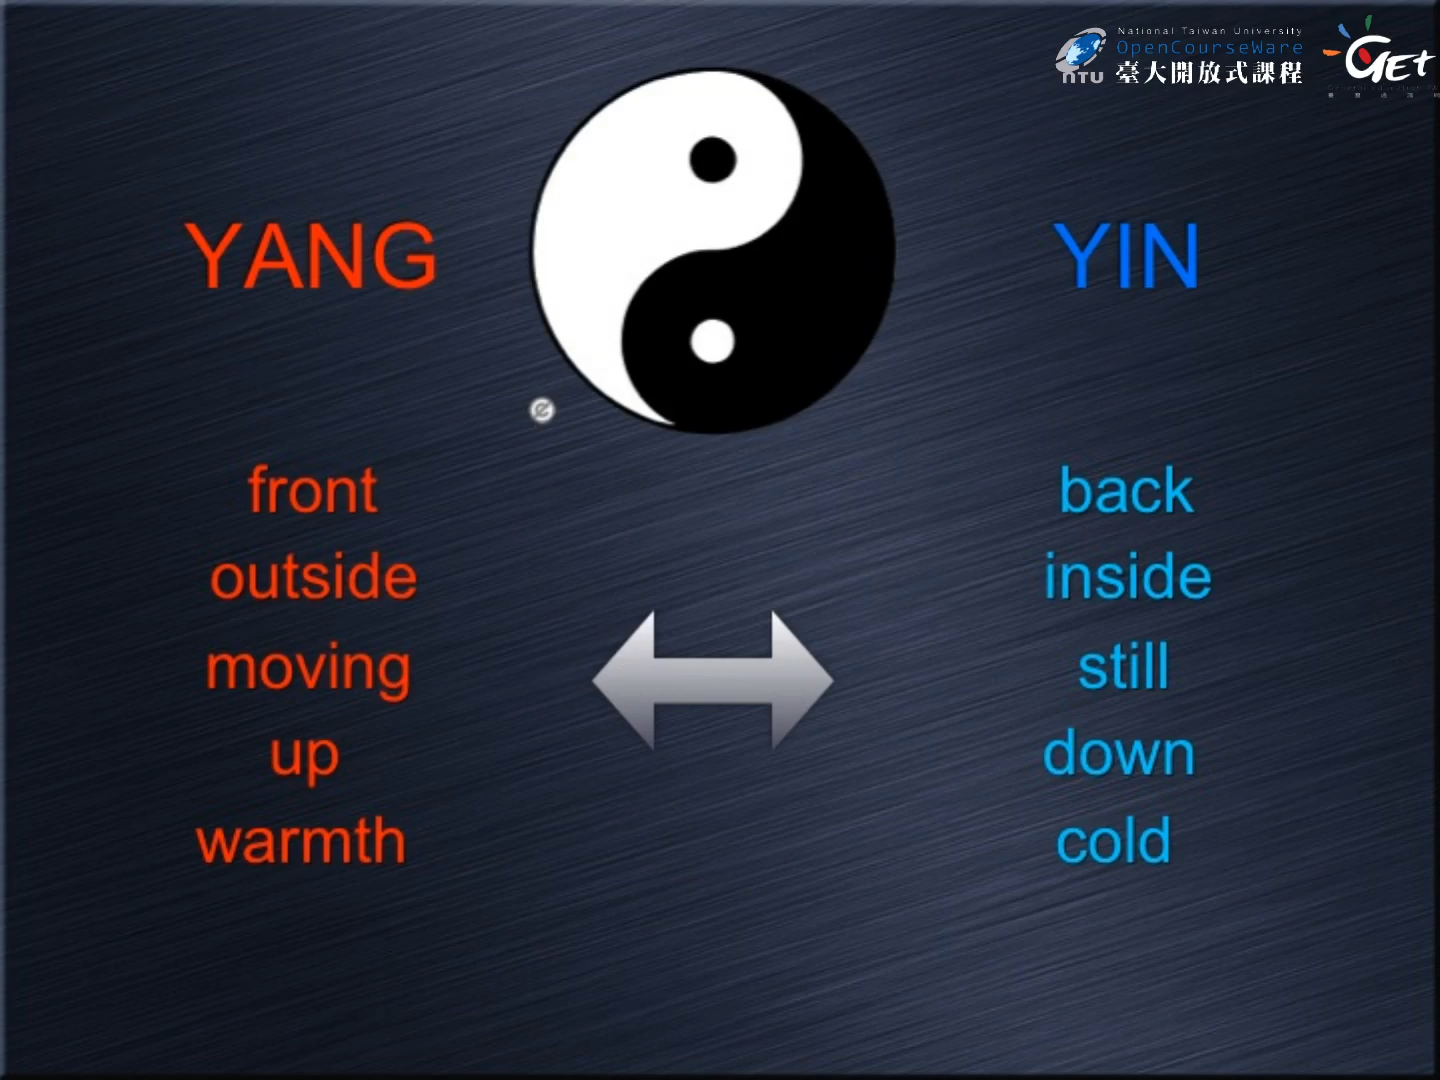 National Taiwan University
OpenCourseWare
臺大開放式課程
NTU
GET
YANG
YIN
front
back
outside
inside
moving
still
up
down
warmth
cold